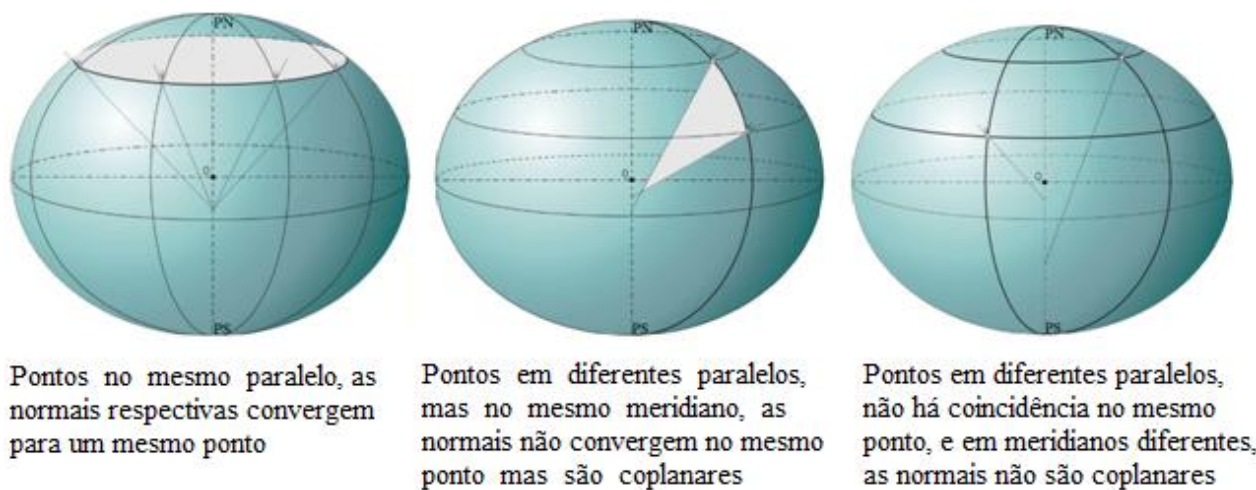 PN
O
PS
Pontos no mesmo paralelo, as
normais respectivas convergem
para um mesmo ponto
PN
O
PS
Pontos em diferentes paralelos,
mas no mesmo meridiano, as
normais não convergem no mesmo
ponto mas são coplanares
PN
O
PS
Pontos em diferentes paralelos,
não há coincidência no mesmo
ponto, e em meridianos diferentes,
as normais não são coplanares